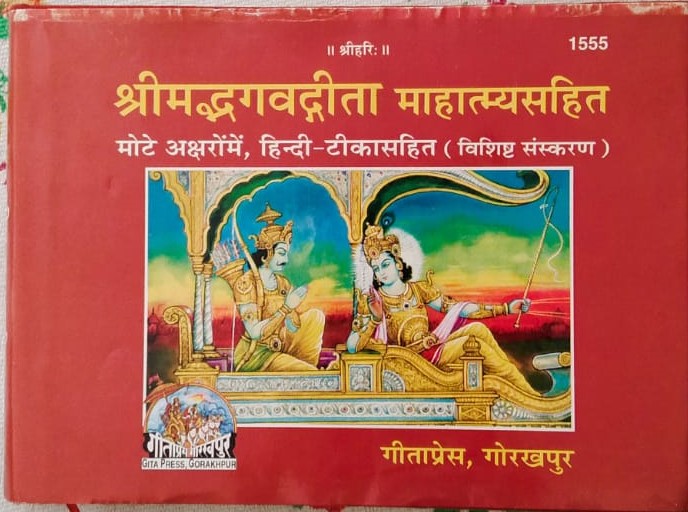 ॥ श्रीहरिः ॥
1555
श्रीमद्भगवद्गीता माहात्म्यसहित
मोटे अक्षरोंमें, हिन्दी-टीकासहित ( विशिष्ट संस्करण )
गीताप्रेस गोरखपुर
GITA PRESS, GORAKHPUR
गीताप्रेस, गोरखपुर